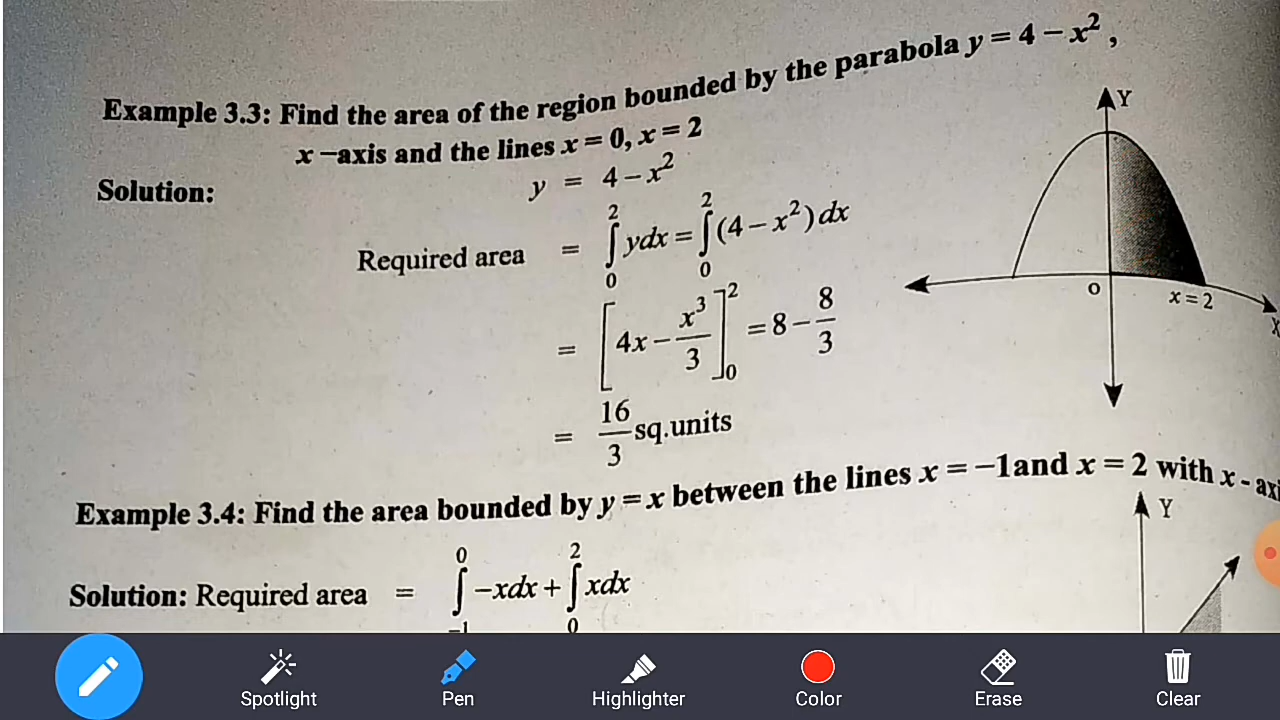 Example 3.3: Find the area of the region bounded by the parabola y = 4 − x²,
x −axis and the lines x = 0, x = 2
Solution: y = 4 − x²
Required area = ∫₀² ydx = ∫₀² (4 − x²) dx
= [4x − x³/3]₀² = 8 − 8/3
= 16/3 sq.units
Y
O
x = 2
X
Example 3.4: Find the area bounded by y = x between the lines x = −1and x = 2 with x - axi
Y
Solution: Required area = ∫₋₁⁰ −xdx + ∫₀² xdx
Spotlight
Pen
Highlighter
Color
Erase
Clear